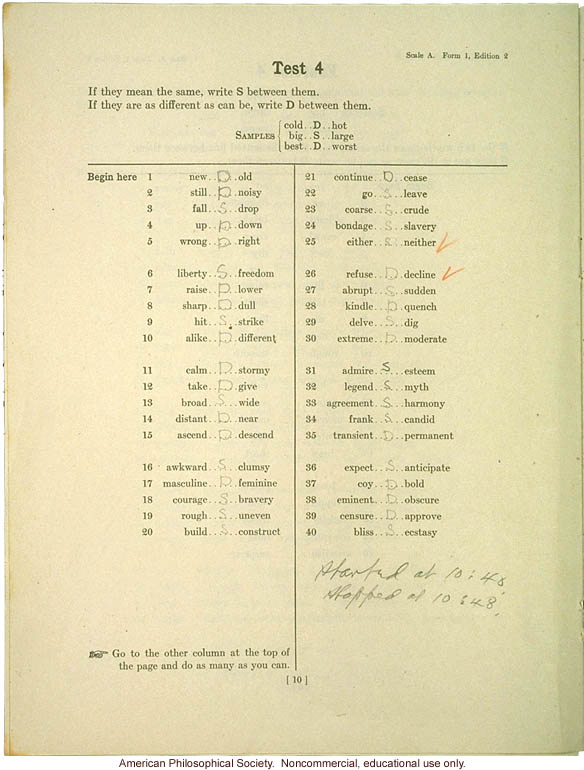 Scale A. Form 1, Edition 2
Test 4
If they mean the same, write S between them.
If they are as different as can be, write D between them.
SAMPLES
cold..D..hot
big..S..large
best..D..worst
Begin here 1 new..D..old
2 still..D..noisy
3 fall..S..drop
4 up..D..down
5 wrong..D..right
6 liberty..S..freedom
7 raise..D..lower
8 sharp..D..dull
9 hit..S..strike
10 alike..D..different
11 calm..D..stormy
12 take..D..give
13 broad..S..wide
14 distant..D..near
15 ascend..D..descend
16 awkward..S..clumsy
17 masculine..D..feminine
18 courage..S..bravery
19 rough..S..uneven
20 build..S..construct
☞ Go to the other column at the top of
the page and do as many as you can.
21 continue..D..cease
22 go..S..leave
23 coarse..S..crude
24 bondage..S..slavery
25 either..S..neither ✓
26 refuse..D..decline ✓
27 abrupt..S..sudden
28 kindle..D..quench
29 delve..S..dig
30 extreme..D..moderate
31 admire..S..esteem
32 legend..S..myth
33 agreement..S..harmony
34 frank..S..candid
35 transient..D..permanent
36 expect..S..anticipate
37 coy..D..bold
38 eminent..D..obscure
39 censure..D..approve
40 bliss..S..ecstasy
Started at 10:48
Stopped at 10:48
[10]
American Philosophical Society. Noncommercial, educational use only.